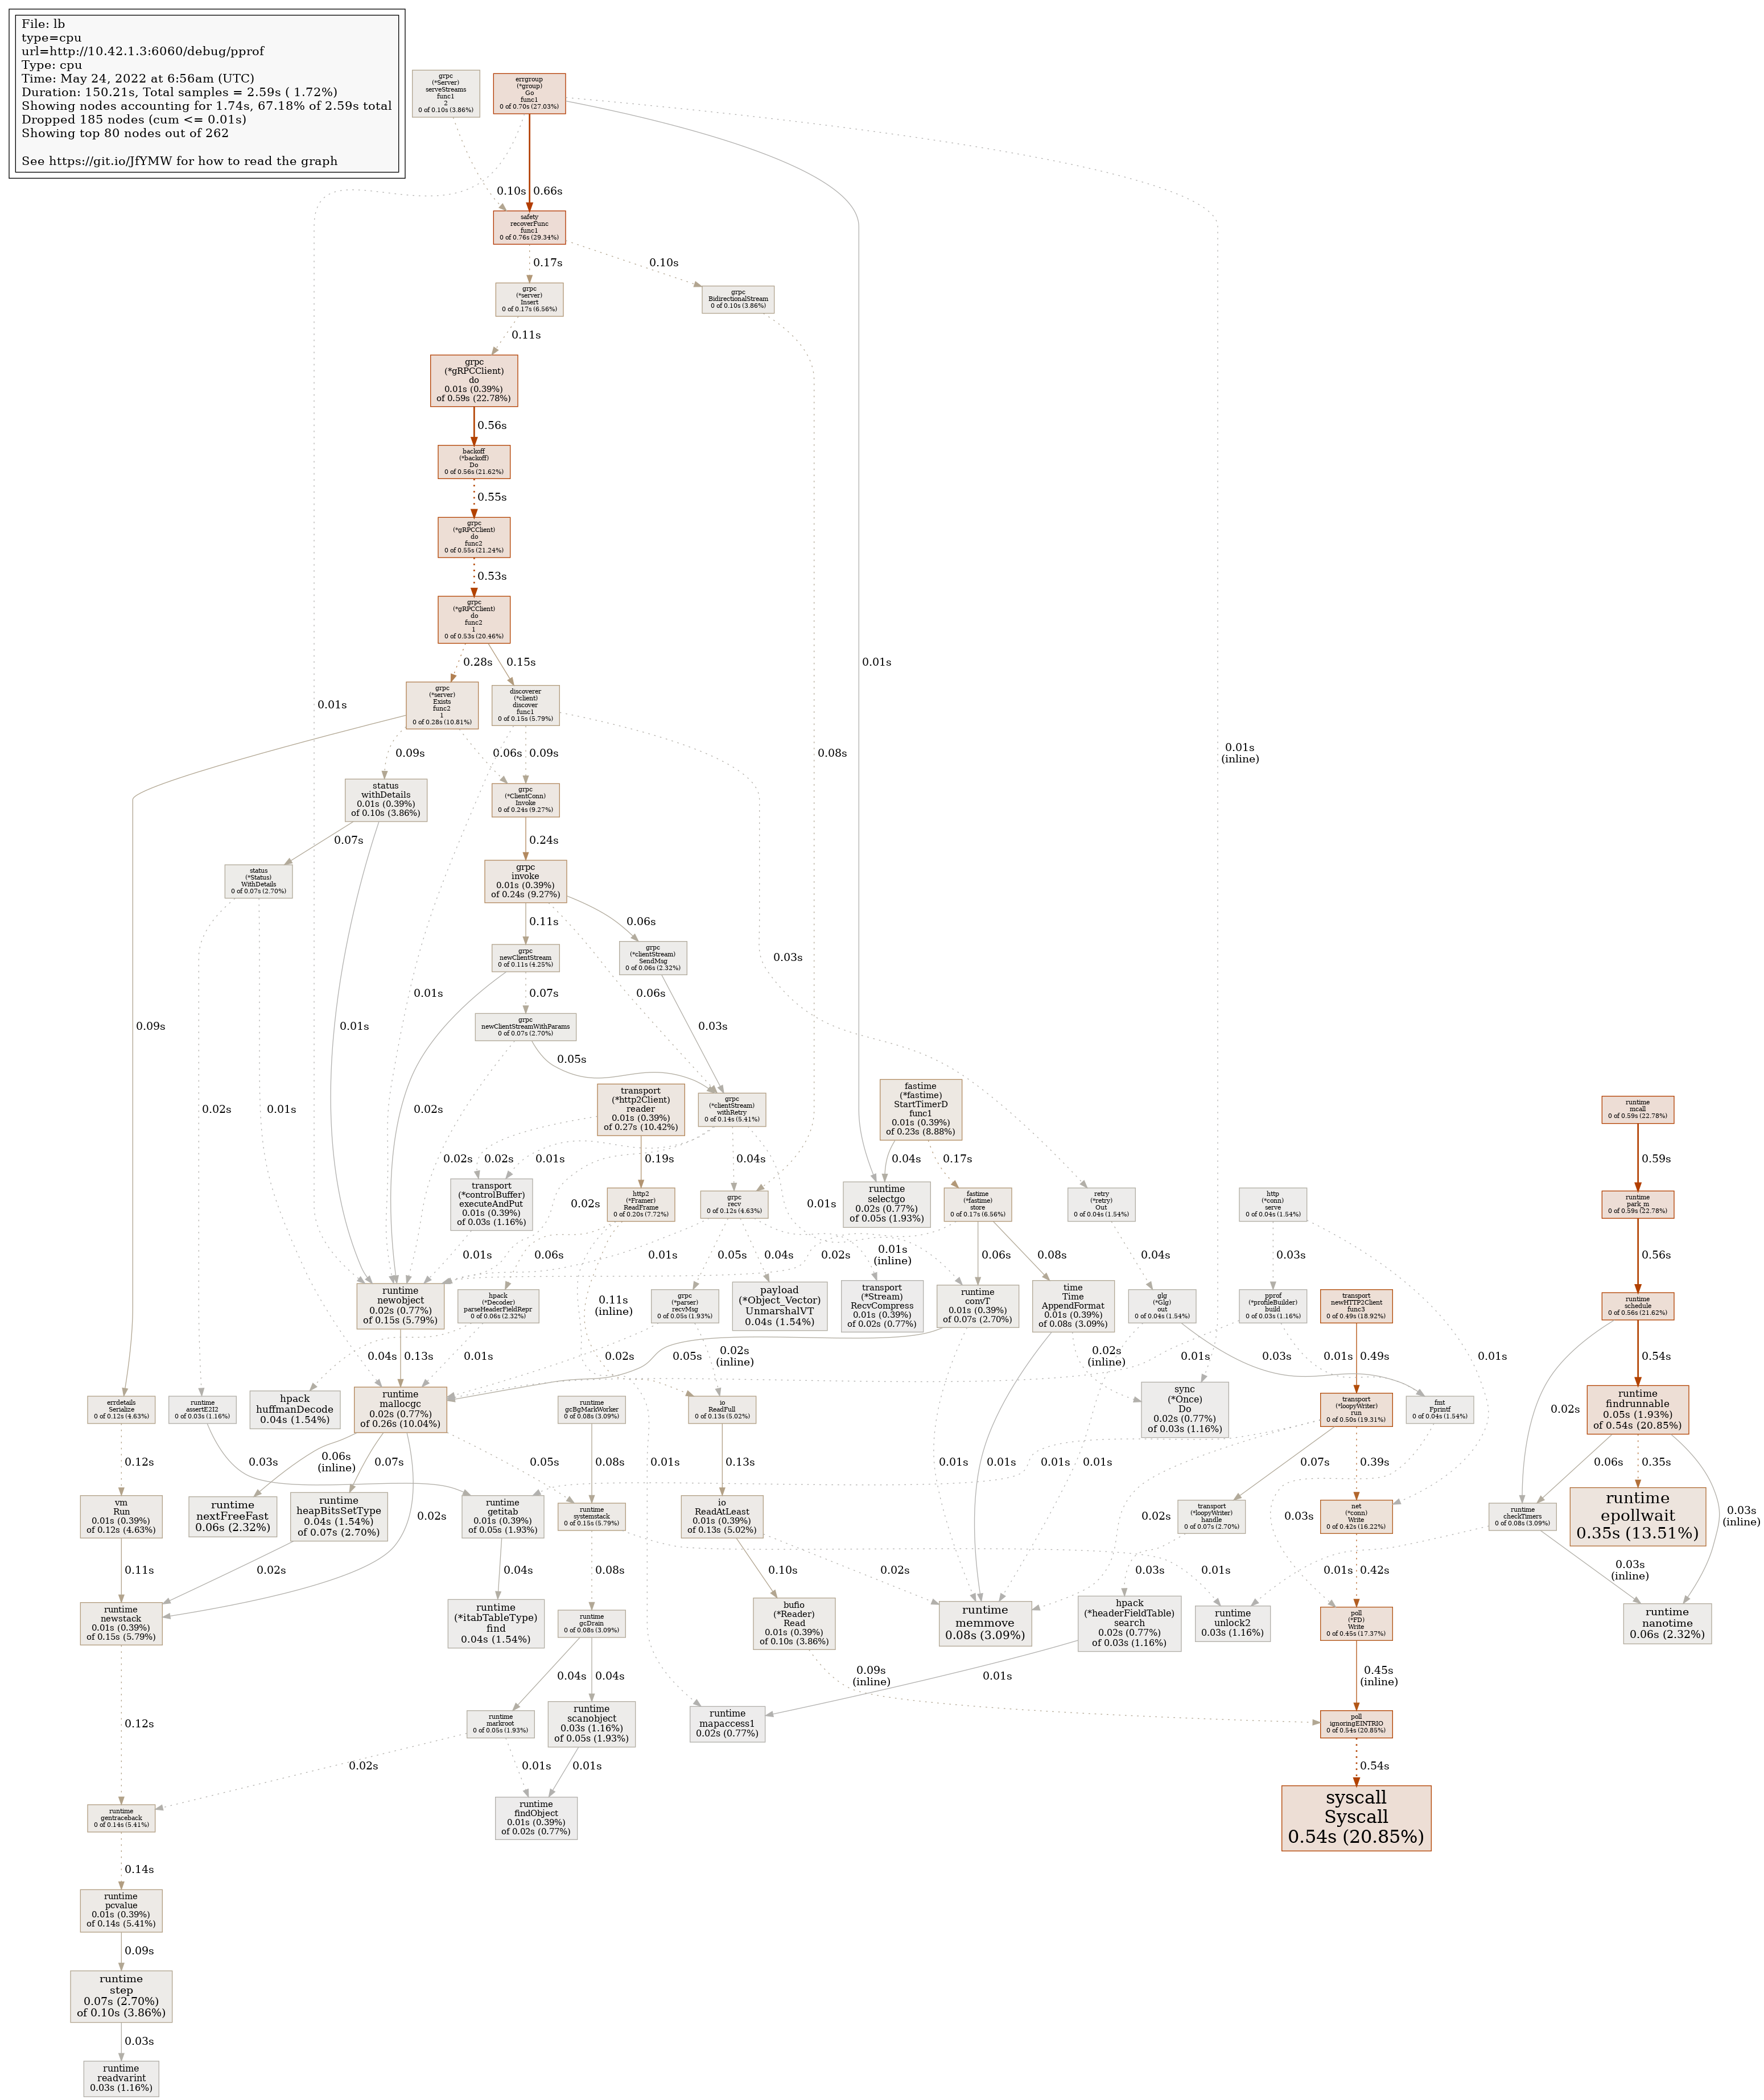 File: lb
type=cpu
url=http://10.42.1.3:6060/debug/pprof
Type: cpu
Time: May 24, 2022 at 6:56am (UTC)
Duration: 150.21s, Total samples = 2.59s ( 1.72%)
Showing nodes accounting for 1.74s, 67.18% of 2.59s total
Dropped 185 nodes (cum <= 0.01s)
Showing top 80 nodes out of 262
See https://git.io/JfYMW for how to read the graph
grpc
(*Server)
serveStreams
func1
2
0 of 0.10s (3.86%)
errgroup
(*group)
Go
func1
0 of 0.70s (27.03%)
0.10s
0.66s
safety
recoverFunc
func1
0 of 0.76s (29.34%)
0.17s
0.10s
grpc
(*server)
Insert
0 of 0.17s (6.56%)
grpc
BidirectionalStream
0 of 0.10s (3.86%)
0.11s
grpc
(*gRPCClient)
do
0.01s (0.39%)
of 0.59s (22.78%)
0.56s
backoff
(*backoff)
Do
0 of 0.56s (21.62%)
0.55s
grpc
(*gRPCClient)
do
func2
0 of 0.55s (21.24%)
0.53s
grpc
(*gRPCClient)
do
func2
1
0 of 0.53s (20.46%)
0.28s
0.15s
0.01s
grpc
(*server)
Exists
func2
1
0 of 0.28s (10.81%)
discoverer
(*client)
discover
func1
0 of 0.15s (5.79%)
0.01s
0.09s
0.06s
0.09s
0.08s
0.01s
(inline)
status
withDetails
0.01s (0.39%)
of 0.10s (3.86%)
grpc
(*ClientConn)
Invoke
0 of 0.24s (9.27%)
0.07s
0.24s
status
(*Status)
WithDetails
0 of 0.07s (2.70%)
grpc
invoke
0.01s (0.39%)
of 0.24s (9.27%)
0.11s
0.06s
grpc
newClientStream
0 of 0.11s (4.25%)
grpc
(*clientStream)
SendMsg
0 of 0.06s (2.32%)
0.03s
0.01s
0.07s
0.06s
0.09s
0.01s
grpc
newClientStreamWithParams
0 of 0.07s (2.70%)
0.03s
0.05s
0.02s
0.01s
0.02s
transport
(*http2Client)
reader
0.01s (0.39%)
of 0.27s (10.42%)
grpc
(*clientStream)
withRetry
0 of 0.14s (5.41%)
fastime
(*fastime)
StartTimerD
func1
0.01s (0.39%)
of 0.23s (8.88%)
runtime
mcall
0 of 0.59s (22.78%)
0.02s
0.02s
0.01s
0.19s
0.04s
0.04s
0.17s
0.59s
transport
(*controlBuffer)
executeAndPut
0.01s (0.39%)
of 0.03s (1.16%)
http2
(*Framer)
ReadFrame
0 of 0.20s (7.72%)
grpc
recv
0 of 0.12s (4.63%)
runtime
selectgo
0.02s (0.77%)
of 0.05s (1.93%)
fastime
(*fastime)
store
0 of 0.17s (6.56%)
retry
(*retry)
Out
0 of 0.04s (1.54%)
http
(*conn)
serve
0 of 0.04s (1.54%)
runtime
park_m
0 of 0.59s (22.78%)
0.02s
0.01s
0.01s
0.06s
0.01s
0.05s
0.04s
0.02s
0.01s
(inline)
0.06s
0.08s
0.04s
0.03s
0.56s
runtime
newobject
0.02s (0.77%)
of 0.15s (5.79%)
hpack
(*Decoder)
parseHeaderFieldRepr
0 of 0.06s (2.32%)
0.11s
(inline)
grpc
(*parser)
recvMsg
0 of 0.05s (1.93%)
payload
(*Object_Vector)
UnmarshalVT
0.04s (1.54%)
transport
(*Stream)
RecvCompress
0.01s (0.39%)
of 0.02s (0.77%)
runtime
convT
0.01s (0.39%)
of 0.07s (2.70%)
time
Time
AppendFormat
0.01s (0.39%)
of 0.08s (3.09%)
glg
(*Glg)
out
0 of 0.04s (1.54%)
pprof
(*profileBuilder)
build
0 of 0.03s (1.16%)
transport
newHTTP2Client
func3
0 of 0.49s (18.92%)
runtime
schedule
0 of 0.56s (21.62%)
0.13s
0.04s
0.01s
0.02s
0.02s
(inline)
0.05s
0.02s
(inline)
0.01s
0.03s
0.01s
0.49s
0.01s
0.54s
errdetails
Serialize
0 of 0.12s (4.63%)
runtime
assertE2I2
0 of 0.03s (1.16%)
hpack
huffmanDecode
0.04s (1.54%)
runtime
mallocgc
0.02s (0.77%)
of 0.26s (10.04%)
runtime
gcBgMarkWorker
0 of 0.08s (3.09%)
io
ReadFull
0 of 0.13s (5.02%)
sync
(*Once)
Do
0.02s (0.77%)
of 0.03s (1.16%)
transport
(*loopyWriter)
run
0 of 0.50s (19.31%)
fmt
Fprintf
0 of 0.04s (1.54%)
runtime
findrunnable
0.05s (1.93%)
of 0.54s (20.85%)
0.02s
0.12s
0.03s
0.06s
(inline)
0.07s
0.05s
0.08s
0.01s
0.13s
0.01s
0.01s
0.01s
0.01s
0.07s
0.39s
0.06s
0.35s
vm
Run
0.01s (0.39%)
of 0.12s (4.63%)
runtime
nextFreeFast
0.06s (2.32%)
runtime
heapBitsSetType
0.04s (1.54%)
of 0.07s (2.70%)
0.02s
runtime
getitab
0.01s (0.39%)
of 0.05s (1.93%)
runtime
systemstack
0 of 0.15s (5.79%)
io
ReadAtLeast
0.01s (0.39%)
of 0.13s (5.02%)
0.02s
transport
(*loopyWriter)
handle
0 of 0.07s (2.70%)
0.03s
net
(*conn)
Write
0 of 0.42s (16.22%)
runtime
checkTimers
0 of 0.08s (3.09%)
runtime
epollwait
0.35s (13.51%)
0.03s
(inline)
0.11s
0.02s
0.04s
0.08s
0.01s
0.10s
0.02s
0.03s
0.01s
0.42s
0.03s
(inline)
runtime
newstack
0.01s (0.39%)
of 0.15s (5.79%)
runtime
(*itabTableType)
find
0.04s (1.54%)
runtime
gcDrain
0 of 0.08s (3.09%)
bufio
(*Reader)
Read
0.01s (0.39%)
of 0.10s (3.86%)
runtime
memmove
0.08s (3.09%)
hpack
(*headerFieldTable)
search
0.02s (0.77%)
of 0.03s (1.16%)
runtime
unlock2
0.03s (1.16%)
poll
(*FD)
Write
0 of 0.45s (17.37%)
runtime
nanotime
0.06s (2.32%)
0.12s
0.04s
0.04s
0.09s
(inline)
0.01s
0.45s
(inline)
runtime
markroot
0 of 0.05s (1.93%)
runtime
scanobject
0.03s (1.16%)
of 0.05s (1.93%)
runtime
mapaccess1
0.02s (0.77%)
poll
ignoringEINTRIO
0 of 0.54s (20.85%)
0.02s
0.01s
0.01s
0.54s
runtime
gentraceback
0 of 0.14s (5.41%)
runtime
findObject
0.01s (0.39%)
of 0.02s (0.77%)
syscall
Syscall
0.54s (20.85%)
0.14s
runtime
pcvalue
0.01s (0.39%)
of 0.14s (5.41%)
0.09s
runtime
step
0.07s (2.70%)
of 0.10s (3.86%)
0.03s
runtime
readvarint
0.03s (1.16%)